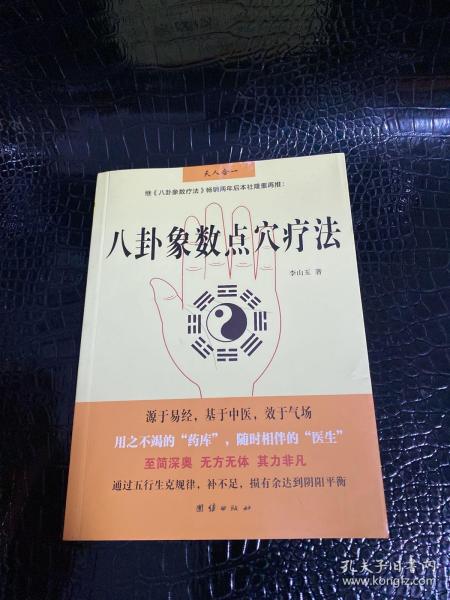 天人合一
继《八卦象数疗法》畅销两年后本社隆重再推：
八卦象数点穴疗法
李山玉 著
源于易经，基于中医，效于气场
用之不竭的“药库”，随时相伴的“医生”
至简深奥 无方无体 其力非凡
通过五行生克规律，补不足，损有余达到阴阳平衡
团结出版社
孔夫子旧书网
www.kongfz.com